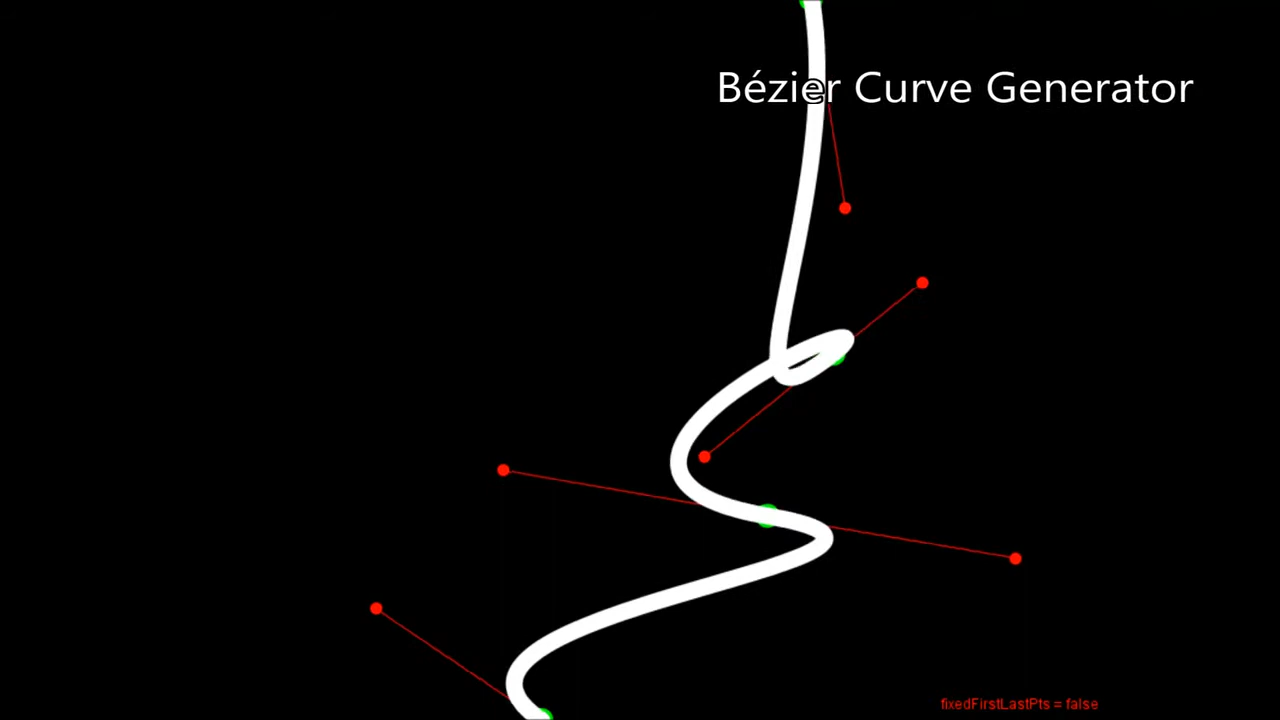 Bézier Curve Generator
fixedFirstLastPts = false